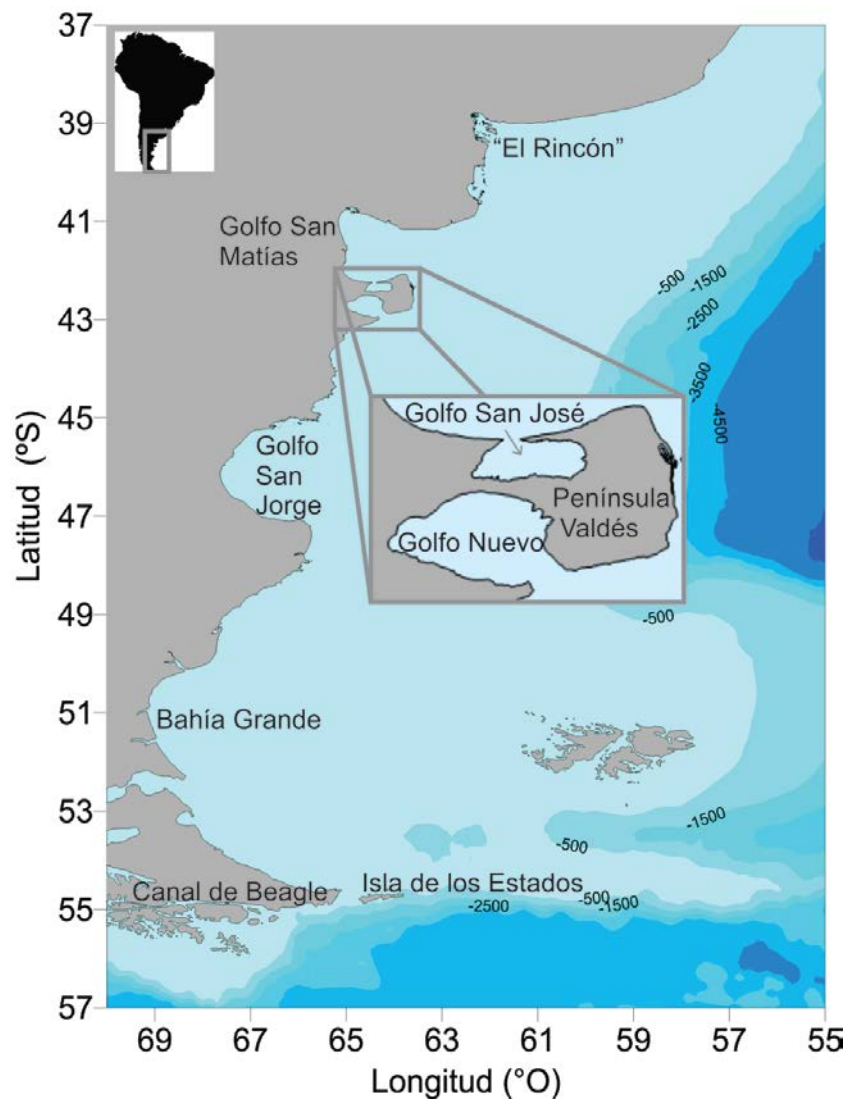 37
39
41
43
45
47
49
51
53
55
57
Latitud (ºS)
“El Rincón”
Golfo San
Matías
-500
-1500
-2500
-3500
-4500
Golfo San José
Golfo
San
Jorge
Península
Valdés
Golfo Nuevo
-500
Bahía Grande
-1500
-500
Canal de Beagle
Isla de los Estados
-500
-1500
-2500
69
67
65
63
61
59
57
55
Longitud (°O)